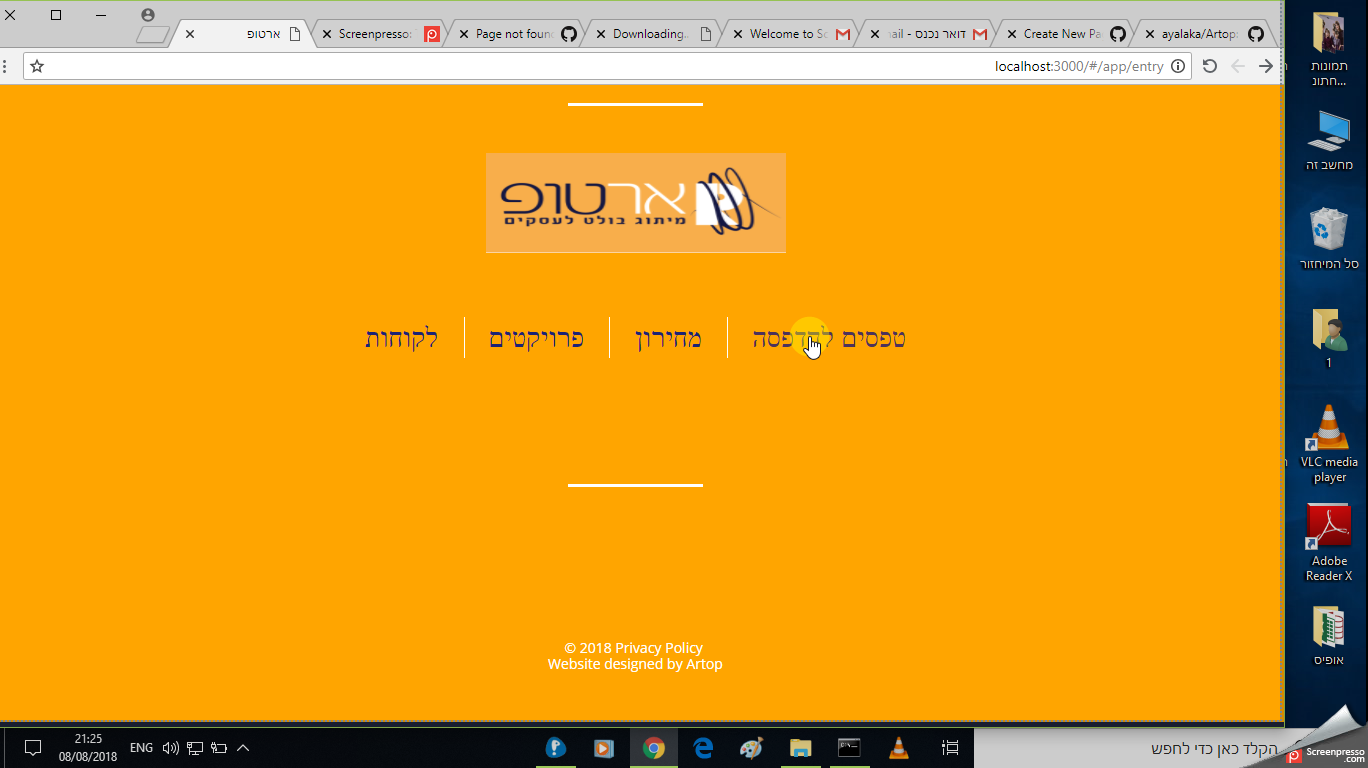 ארטופ
Screenpresso:
Page not foun
Downloading..
Welcome to Sc
דואר נכנס - ail
Create New Pa
ayalaka/Artop:
localhost:3000/#/app/entry
ארטופ
מיתוג בולט לעסקים
טפסים להדפסה
מחירון
פרויקטים
לקוחות
© 2018 Privacy Policy
Website designed by Artop
תמונות
חתונ...
מחשב זה
סל המיחזור
1
VLC media
player
Adobe
Reader X
אופיס
הקלד כאן כדי לחפש
ENG
21:25
08/08/2018
Screenpresso
.com